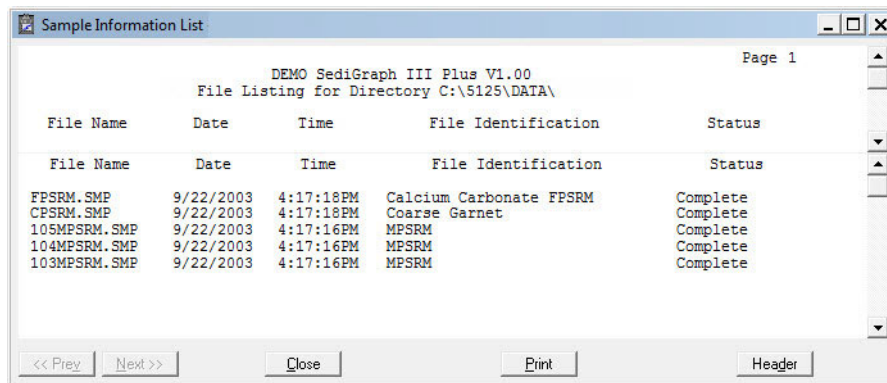 Sample Information List
Page 1
DEMO SediGraph III Plus V1.00
File Listing for Directory C:\5125\DATA\
File Name Date Time File Identification Status
File Name Date Time File Identification Status
FPSRM.SMP 9/22/2003 4:17:18PM Calcium Carbonate FPSRM Complete
CPSRM.SMP 9/22/2003 4:17:18PM Coarse Garnet Complete
105MPSRM.SMP 9/22/2003 4:17:16PM MPSRM Complete
104MPSRM.SMP 9/22/2003 4:17:16PM MPSRM Complete
103MPSRM.SMP 9/22/2003 4:17:16PM MPSRM Complete
<< Prev Next >> Close Print Header